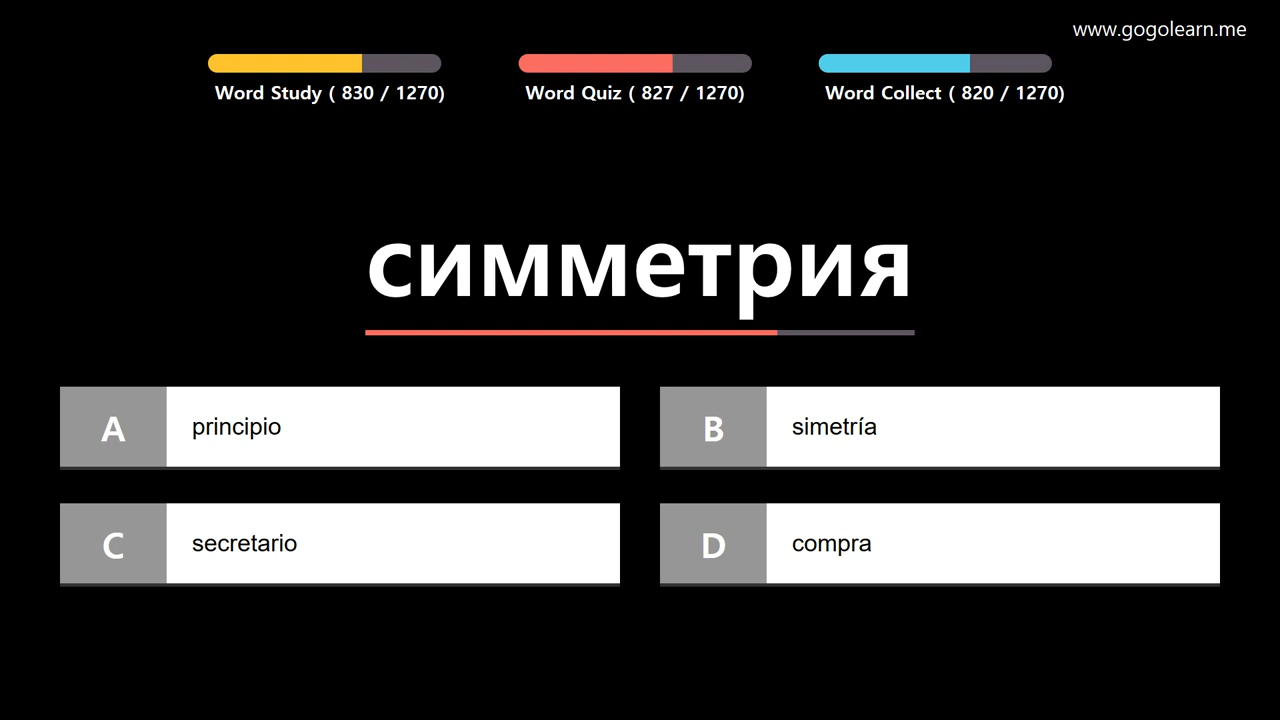 www.gogolearn.me
Word Study ( 830 / 1270)
Word Quiz ( 827 / 1270)
Word Collect ( 820 / 1270)
симметрия
A principio
B simetría
C secretario
D compra